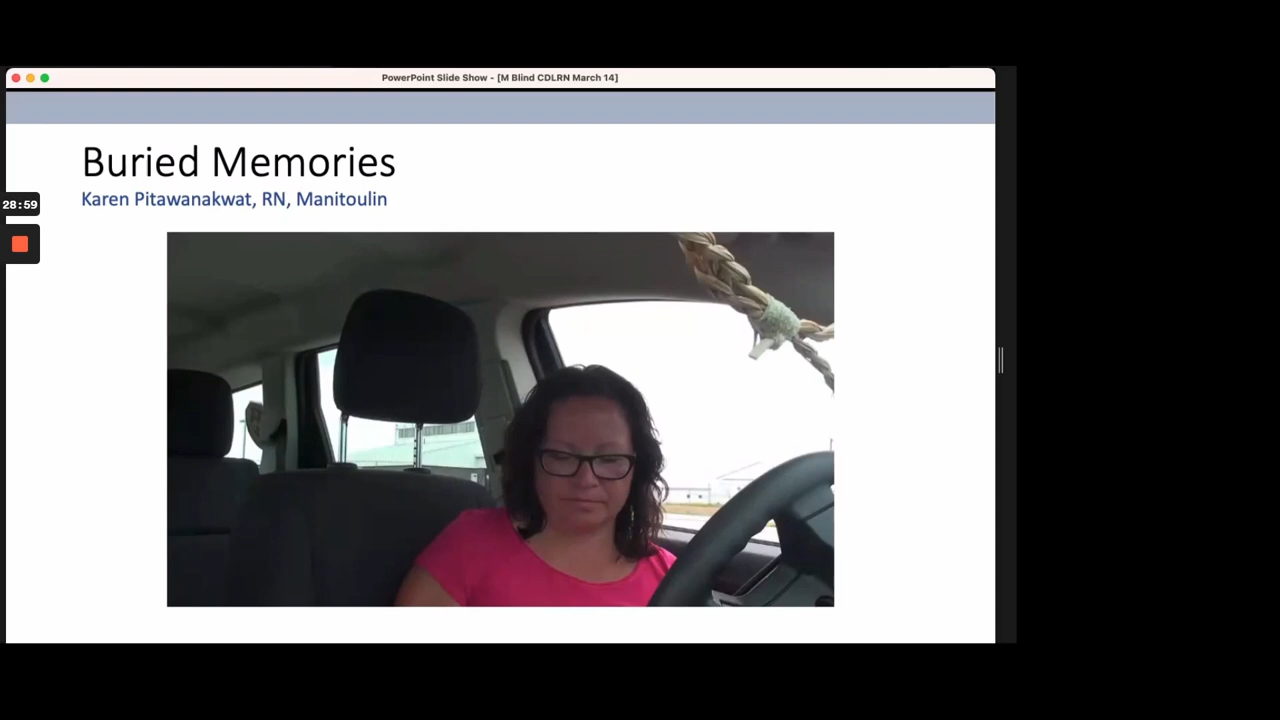 PowerPoint Slide Show - [M Blind CDLRN March 14]
Buried Memories
Karen Pitawanakwat, RN, Manitoulin
28:59